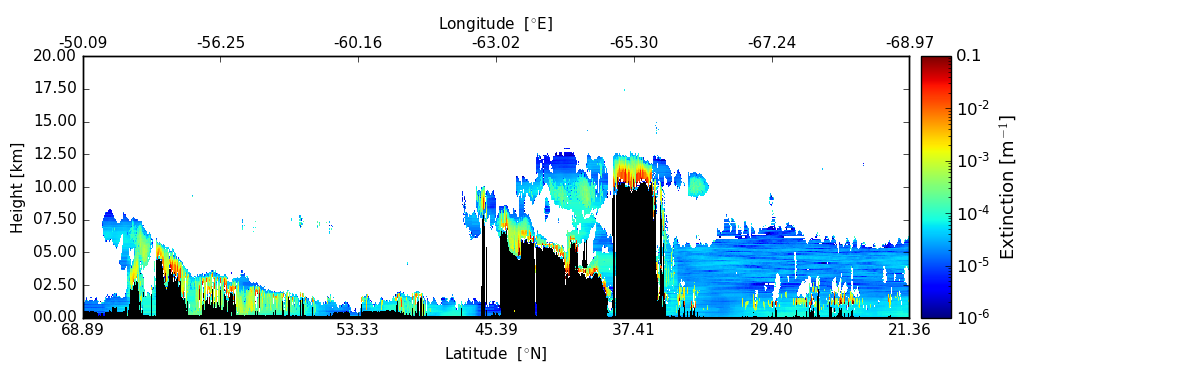 Longitude [°E]
-50.09 -56.25 -60.16 -63.02 -65.30 -67.24 -68.97
20.00
17.50
15.00
12.50
10.00
07.50
05.00
02.50
00.00
Height [km]
68.89 61.19 53.33 45.39 37.41 29.40 21.36
Latitude [°N]
0.1
10⁻²
10⁻³
10⁻⁴
10⁻⁵
10⁻⁶
Extinction [m⁻¹]